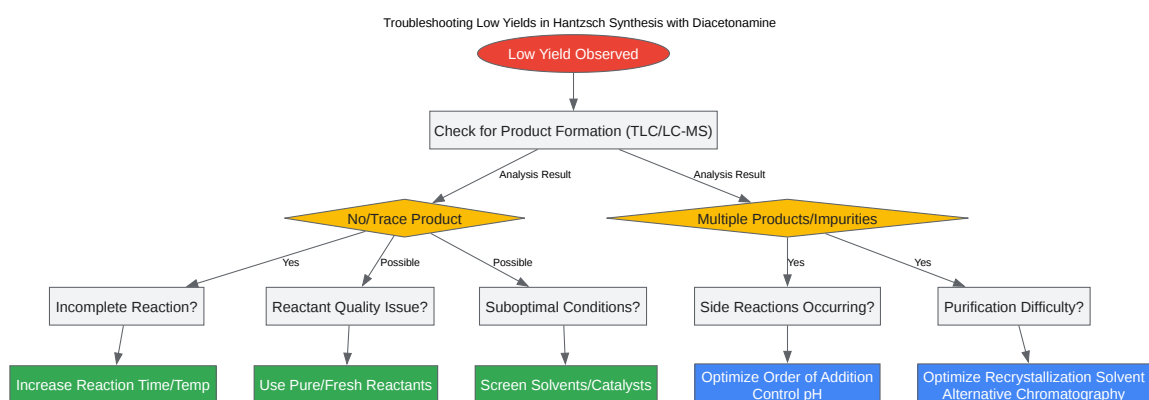 Troubleshooting Low Yields in Hantzsch Synthesis with Diacetonamine
Low Yield Observed
Check for Product Formation (TLC/LC-MS)
Analysis Result
Analysis Result
No/Trace Product
Multiple Products/Impurities
Yes
Possible
Possible
Yes
Yes
Incomplete Reaction?
Reactant Quality Issue?
Suboptimal Conditions?
Side Reactions Occurring?
Purification Difficulty?
Increase Reaction Time/Temp
Use Pure/Fresh Reactants
Screen Solvents/Catalysts
Optimize Order of Addition
Control pH
Optimize Recrystallization Solvent
Alternative Chromatography